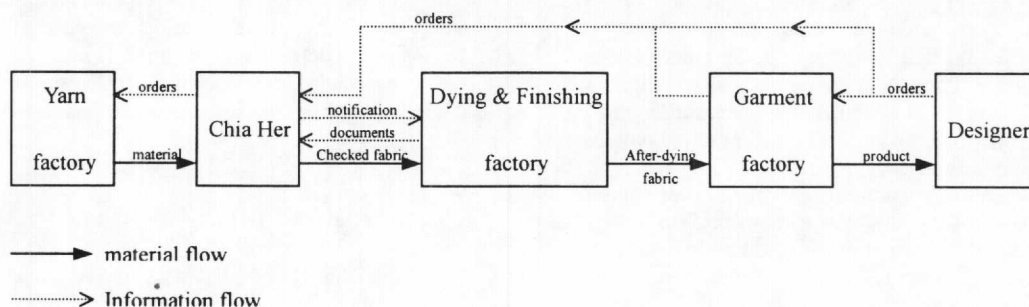 orders
Yarn
factory
orders
material
Chia Her
notification
documents
Checked fabric
Dying & Finishing
factory
After-dying
fabric
Garment
factory
orders
product
Designer
material flow
Information flow